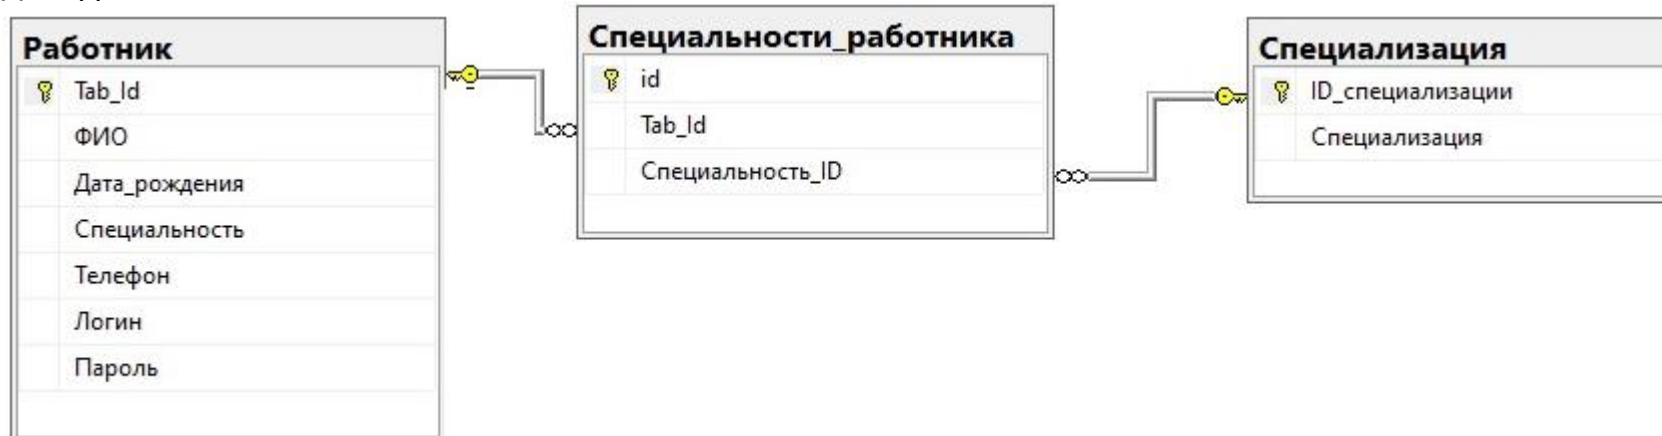 Работник
Tab_Id
ФИО
Дата_рождения
Специальность
Телефон
Логин
Пароль
Специальности_работника
id
Tab_Id
Специальность_ID
Специализация
ID_специализации
Специализация